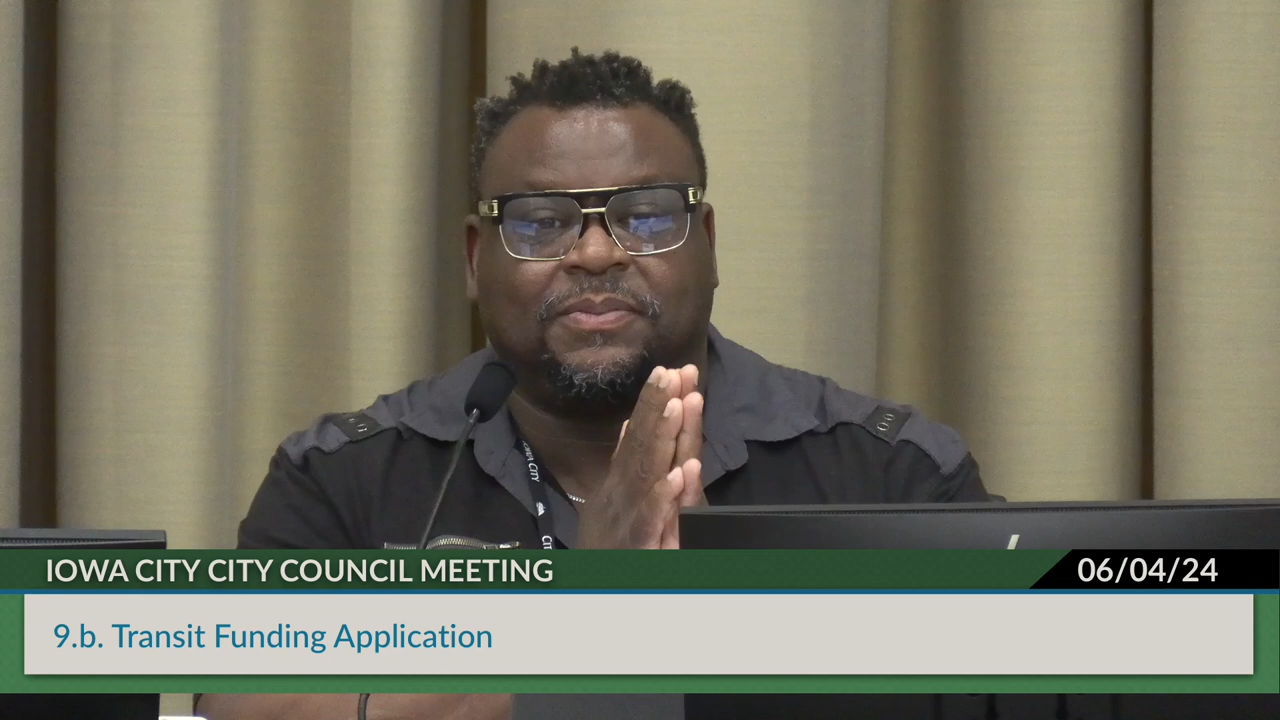 IOWA CITY CITY COUNCIL MEETING
06/04/24
9.b. Transit Funding Application